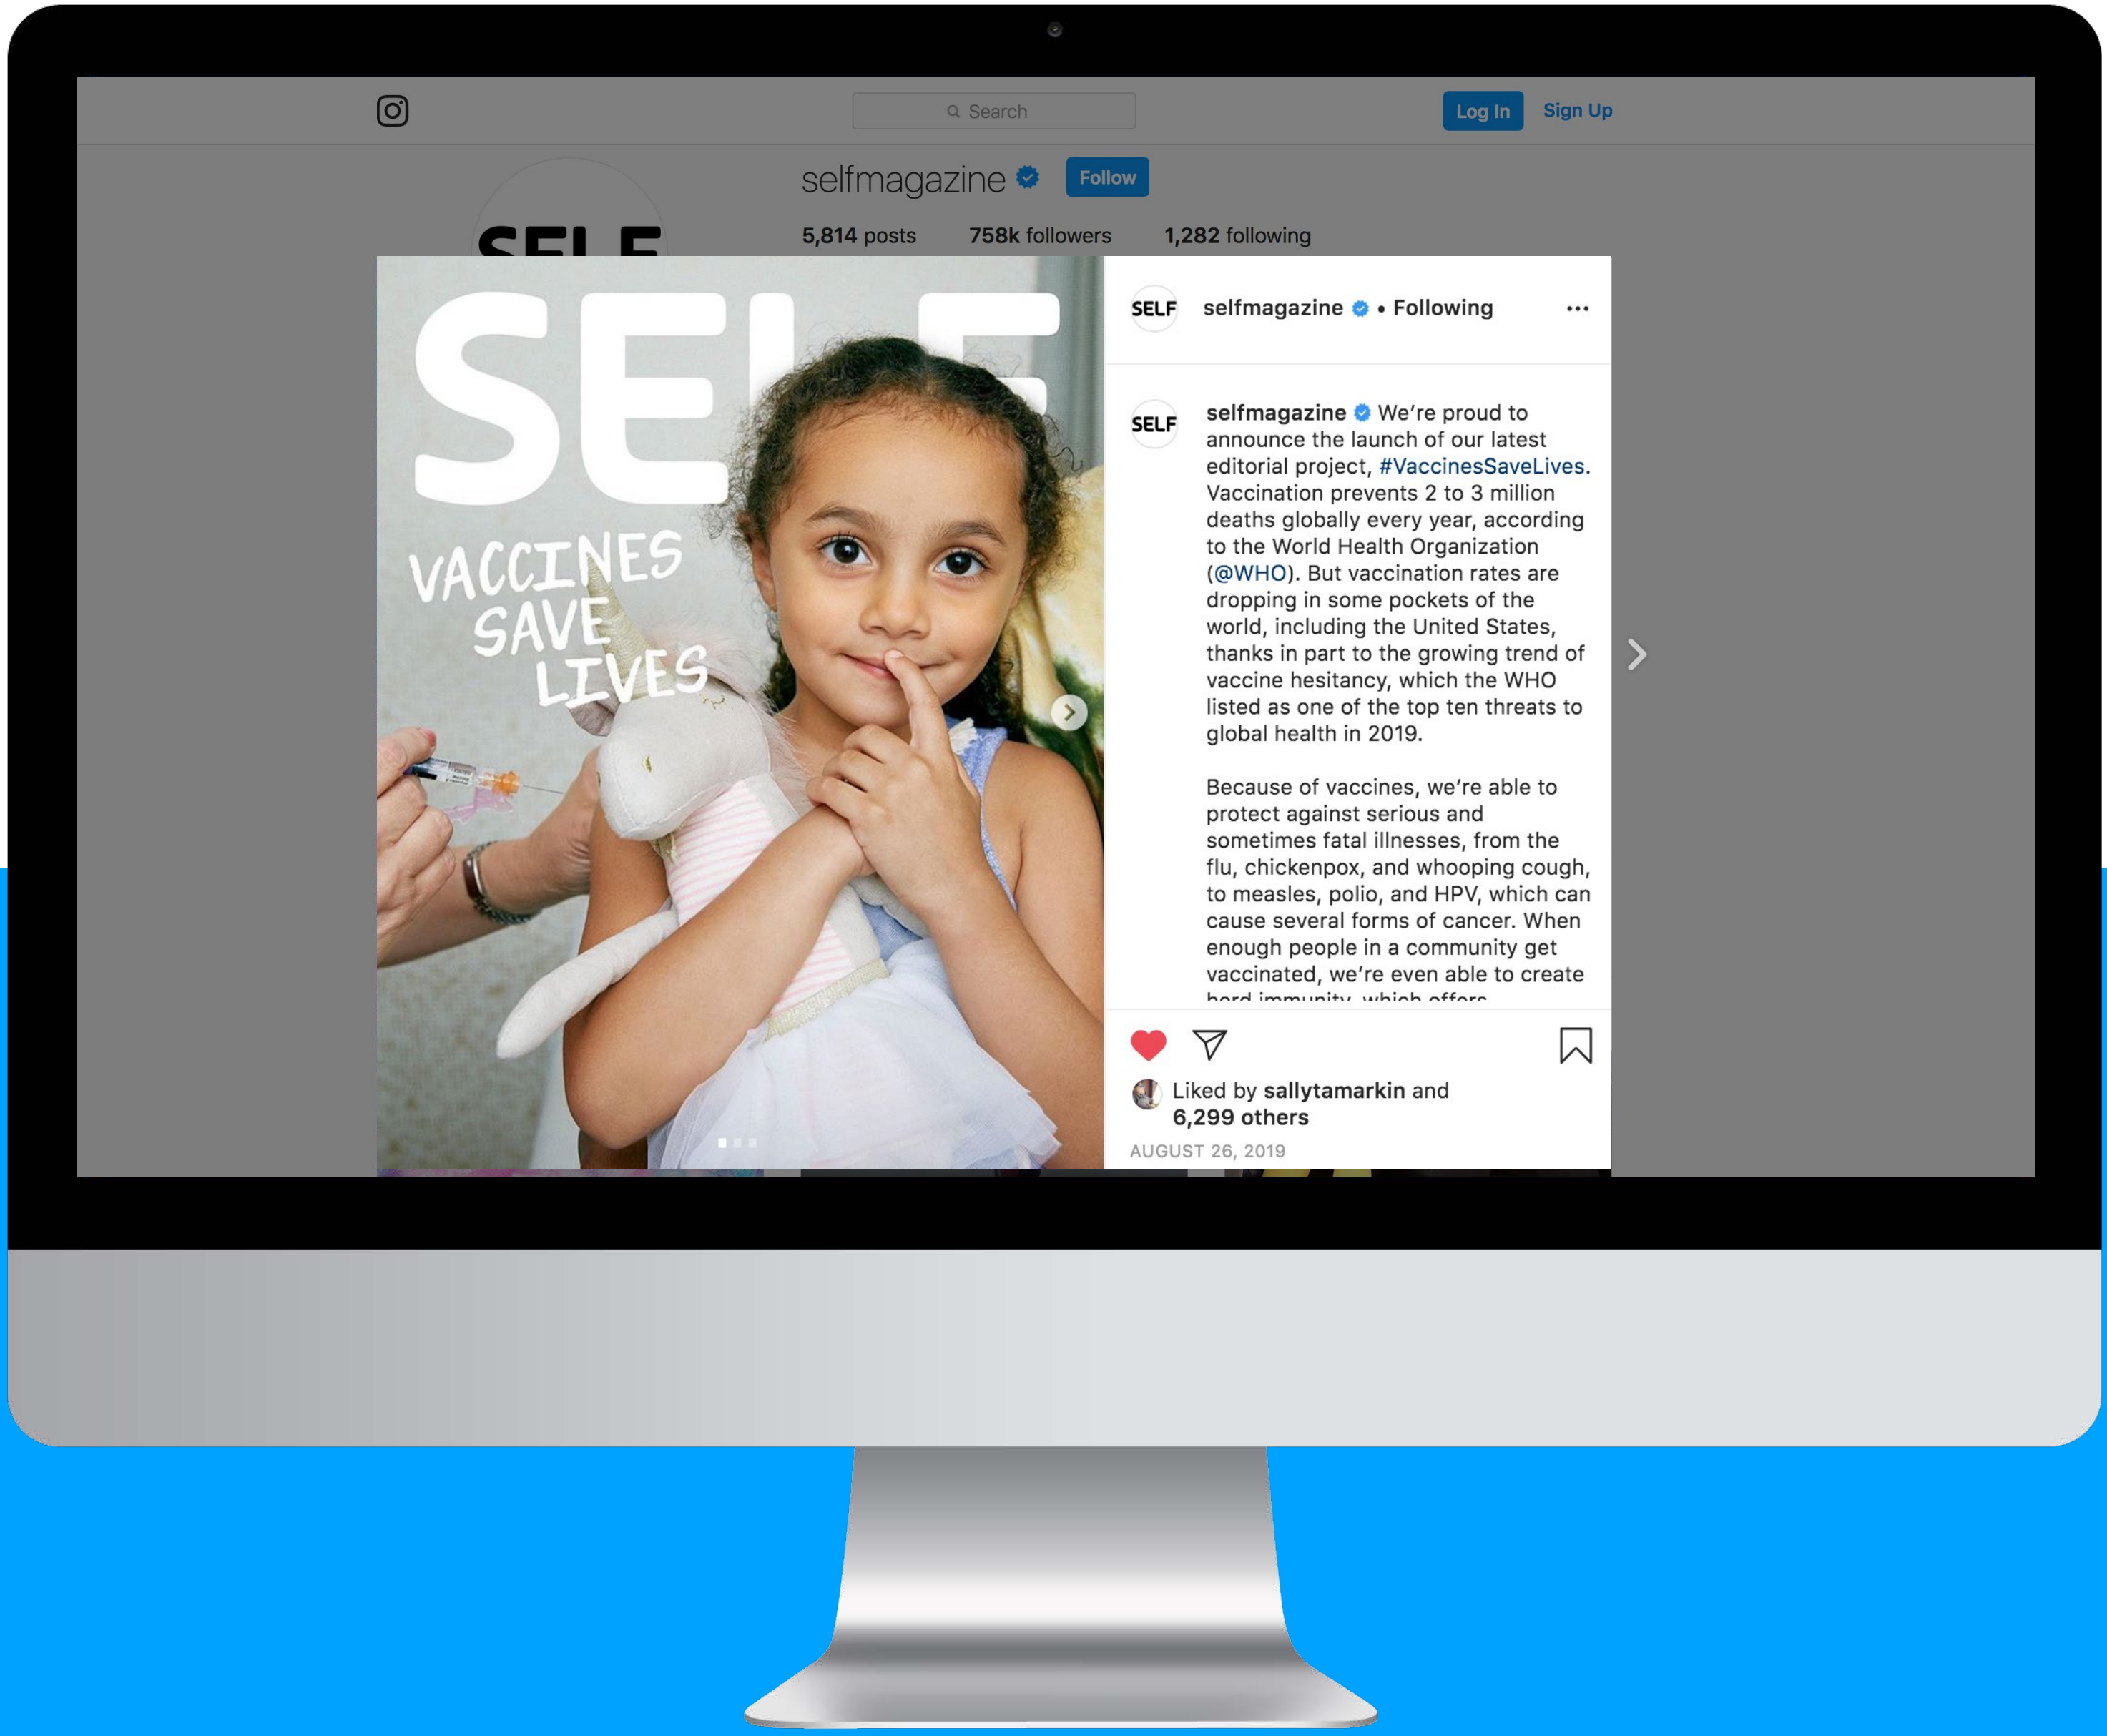 Search
Log In
Sign Up
selfmagazine
Follow
5,814 posts 758k followers 1,282 following
SELF
SELF
VACCINES
SAVE
LIVES
SELF
selfmagazine • Following
SELF
selfmagazine We’re proud to
announce the launch of our latest
editorial project, #VaccinesSaveLives.
Vaccination prevents 2 to 3 million
deaths globally every year, according
to the World Health Organization
(@WHO). But vaccination rates are
dropping in some pockets of the
world, including the United States,
thanks in part to the growing trend of
vaccine hesitancy, which the WHO
listed as one of the top ten threats to
global health in 2019.
Because of vaccines, we’re able to
protect against serious and
sometimes fatal illnesses, from the
flu, chickenpox, and whooping cough,
to measles, polio, and HPV, which can
cause several forms of cancer. When
enough people in a community get
vaccinated, we’re even able to create
herd immunity, which offers
Liked by sallytamarkin and
6,299 others
AUGUST 26, 2019